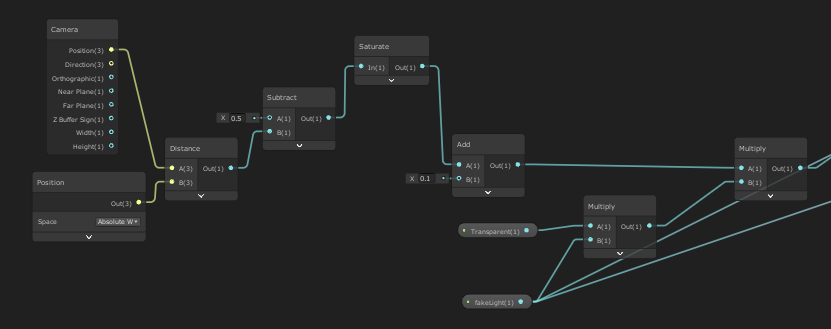 Camera
Position(3)
Direction(3)
Orthographic(1)
Near Plane(1)
Far Plane(1)
Z Buffer Sign(1)
Width(1)
Height(1)
Position
Out(3)
Space Absolute W
Distance
A(3) Out(1)
B(3)
X 0.5
Subtract
A(1) Out(1)
B(1)
Saturate
In(1) Out(1)
X 0.1
Add
A(1) Out(1)
B(1)
Transparent(1)
fakeLight(1)
Multiply
A(1) Out(1)
B(1)
Multiply
A(1) Out(1)
B(1)